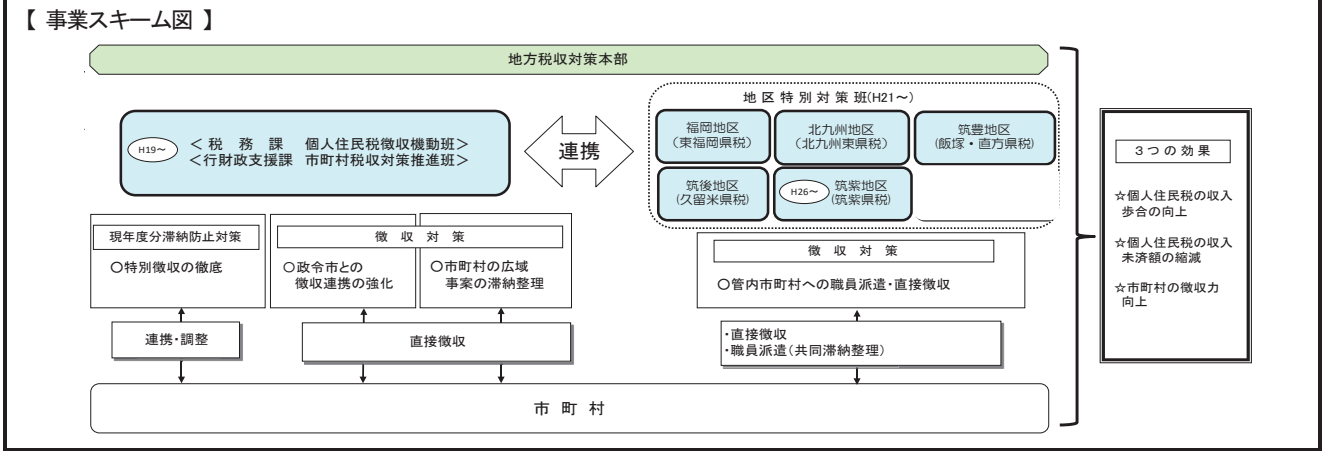 【 事業スキーム図 】
地方税収対策本部
H19～
＜ 税 務 課 個人住民税徴収機動班＞
＜行財政支援課 市町村税収対策推進班＞
連携
地 区 特 別 対 策 班(H21～)
福岡地区
（東福岡県税）
北九州地区
（北九州東県税）
筑豊地区
（飯塚・直方県税）
筑後地区
（久留米県税）
H26～
筑紫地区
（筑紫県税）
現年度分滞納防止対策
○特別徴収の徹底
徴 収 対 策
○政令市との
徴収連携の強化
○市町村の広域
事案の滞納整理
徴 収 対 策
○管内市町村への職員派遣・直接徴収
連携・調整
直接徴収
・直接徴収
・職員派遣（共同滞納整理）
市 町 村
３つの効果
☆個人住民税の収入
歩合の向上
☆個人住民税の収入
未済額の縮減
☆市町村の徴収力
向上